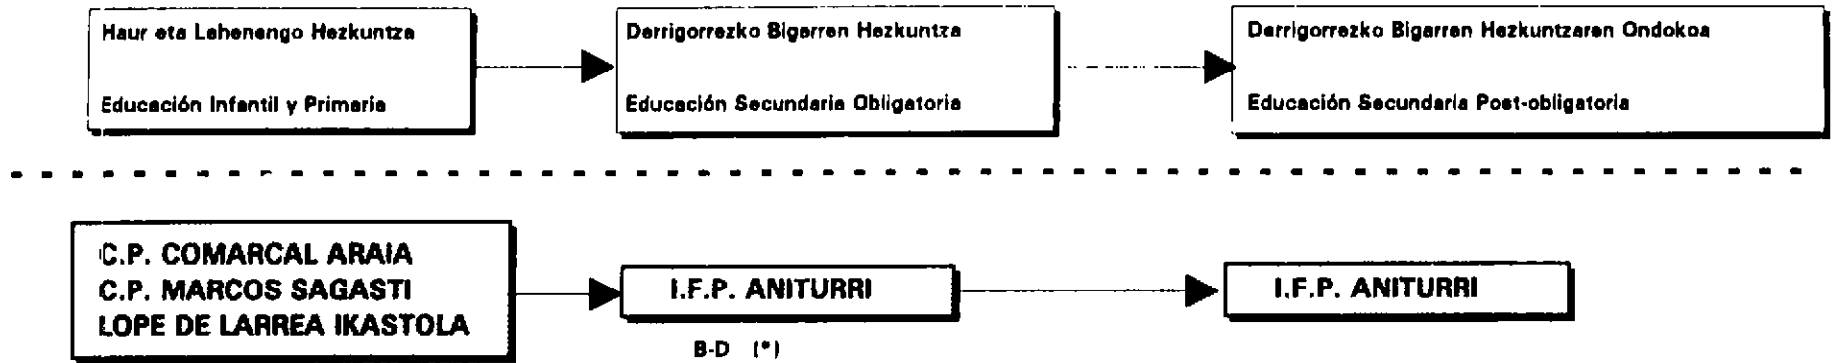 Haur eta Lehenengo Hezkuntza
Educación Infantil y Primaria
Derrigorrezko Bigarren Hezkuntza
Educación Secundaria Obligatoria
Derrigorrezko Bigarren Hezkuntzaren Ondokoa
Educación Secundaria Post-obligatoria
C.P. COMARCAL ARAIA
C.P. MARCOS SAGASTI
LOPE DE LARREA IKASTOLA
I.F.P. ANITURRI
B-D (*)
I.F.P. ANITURRI